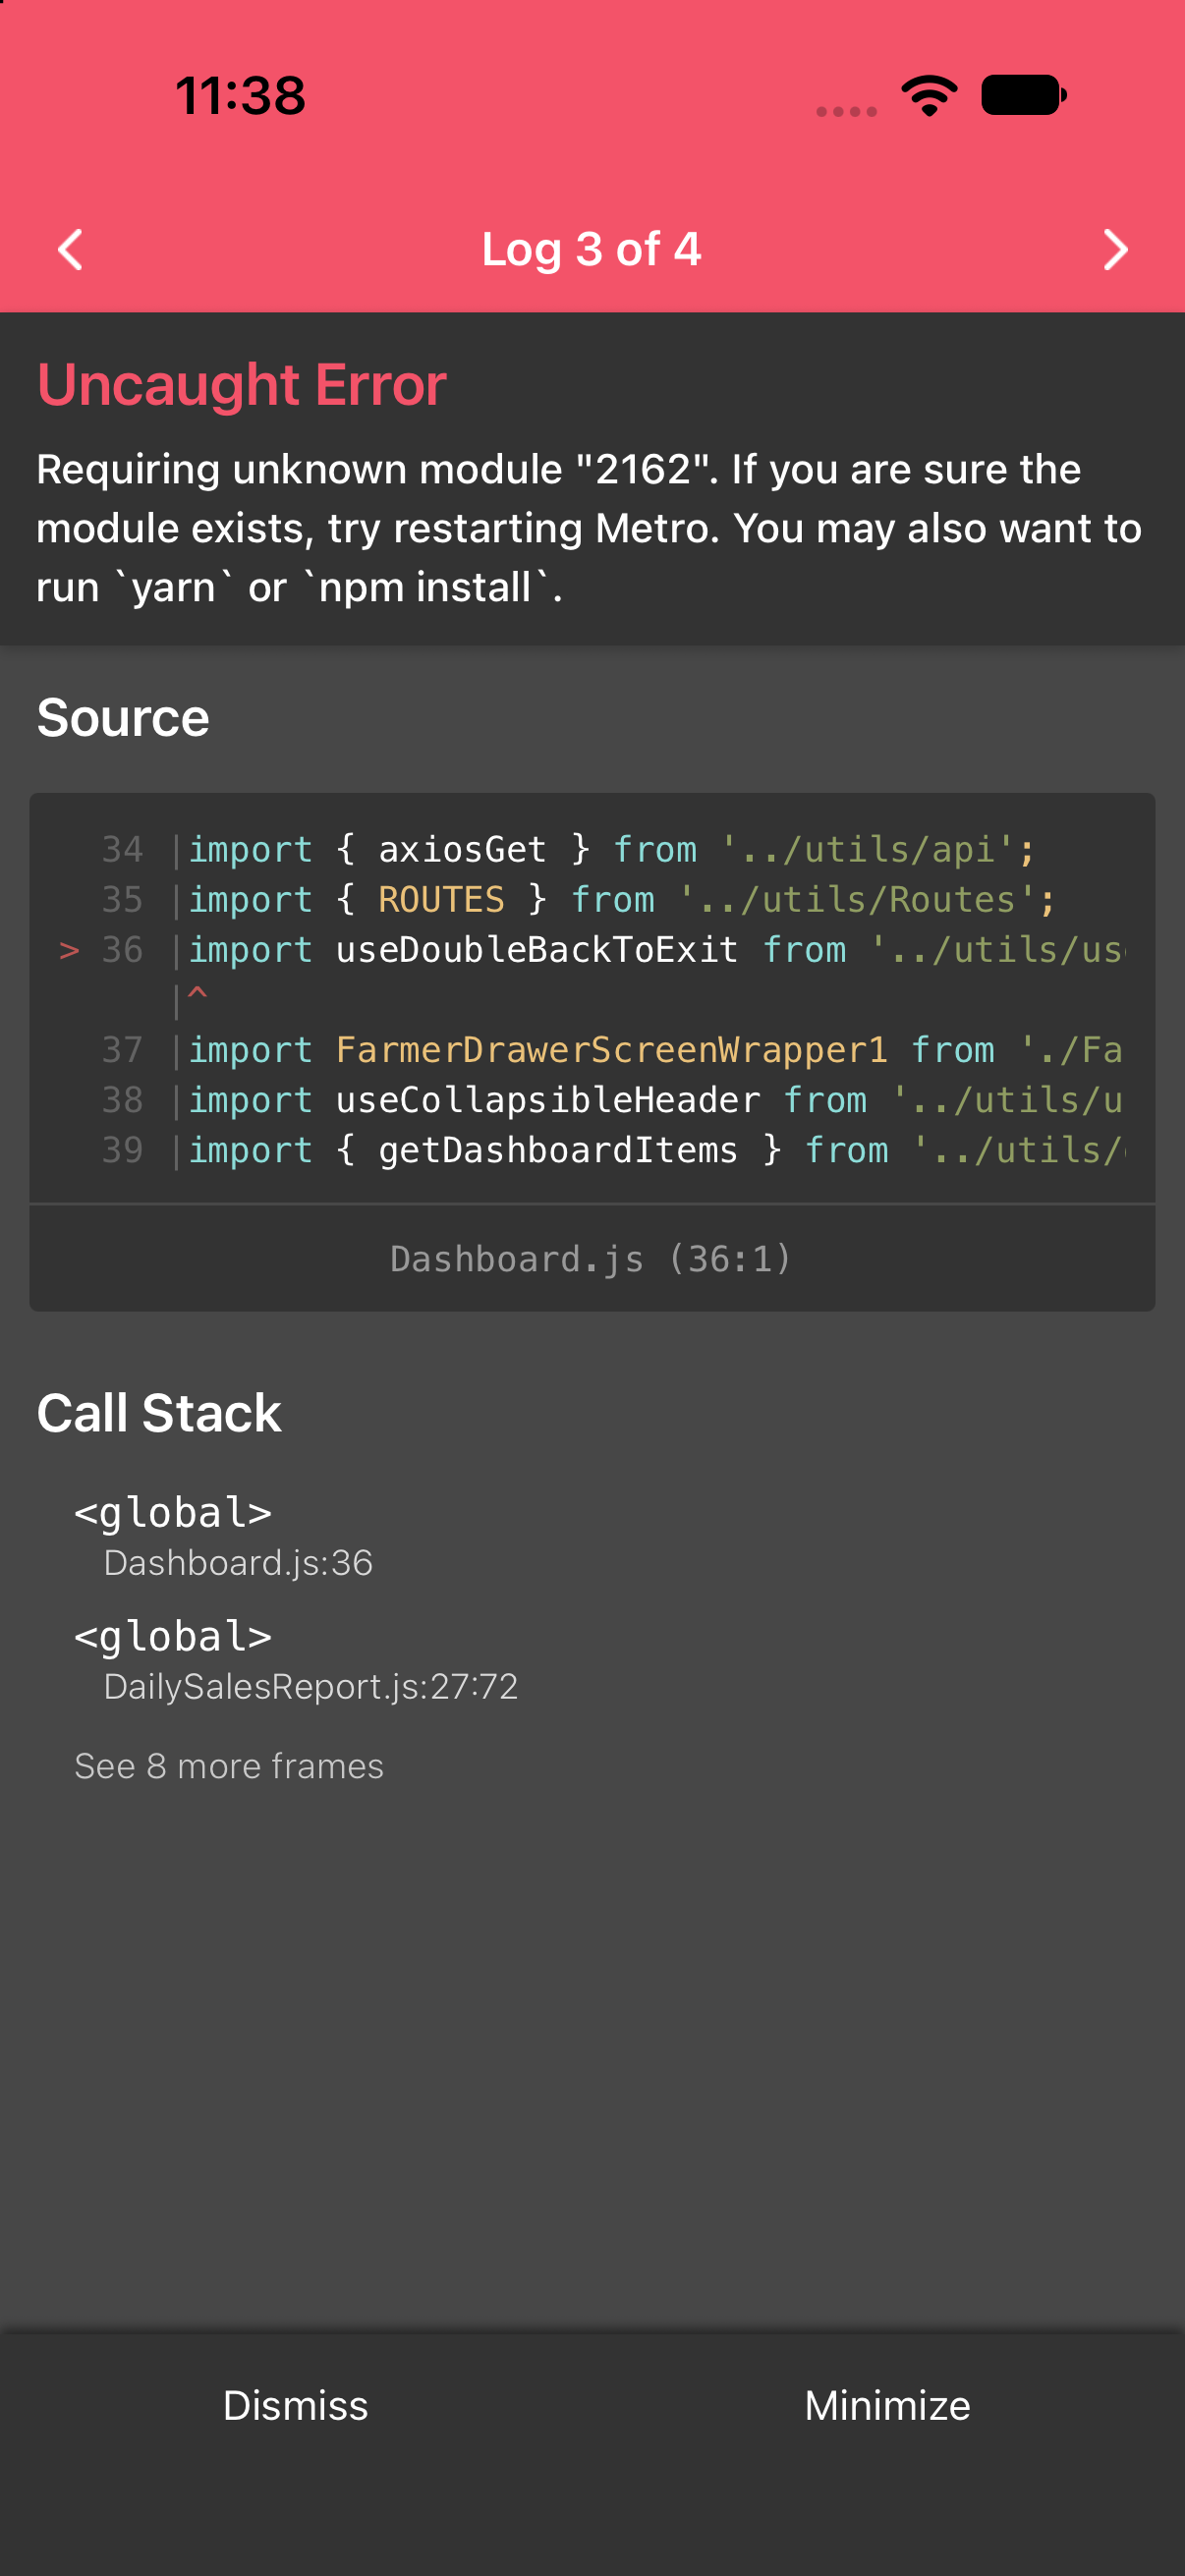 11:38
Log 3 of 4
Uncaught Error
Requiring unknown module "2162". If you are sure the
module exists, try restarting Metro. You may also want to
run `yarn` or `npm install`.
Source
34 |import { axiosGet } from '../utils/api';
35 |import { ROUTES } from '../utils/Routes';
> 36 |import useDoubleBackToExit from '../utils/us
|^
37 |import FarmerDrawerScreenWrapper1 from './Fa
38 |import useCollapsibleHeader from '../utils/u
39 |import { getDashboardItems } from '../utils/
Dashboard.js (36:1)
Call Stack
<global>
Dashboard.js:36
<global>
DailySalesReport.js:27:72
See 8 more frames
Dismiss Minimize